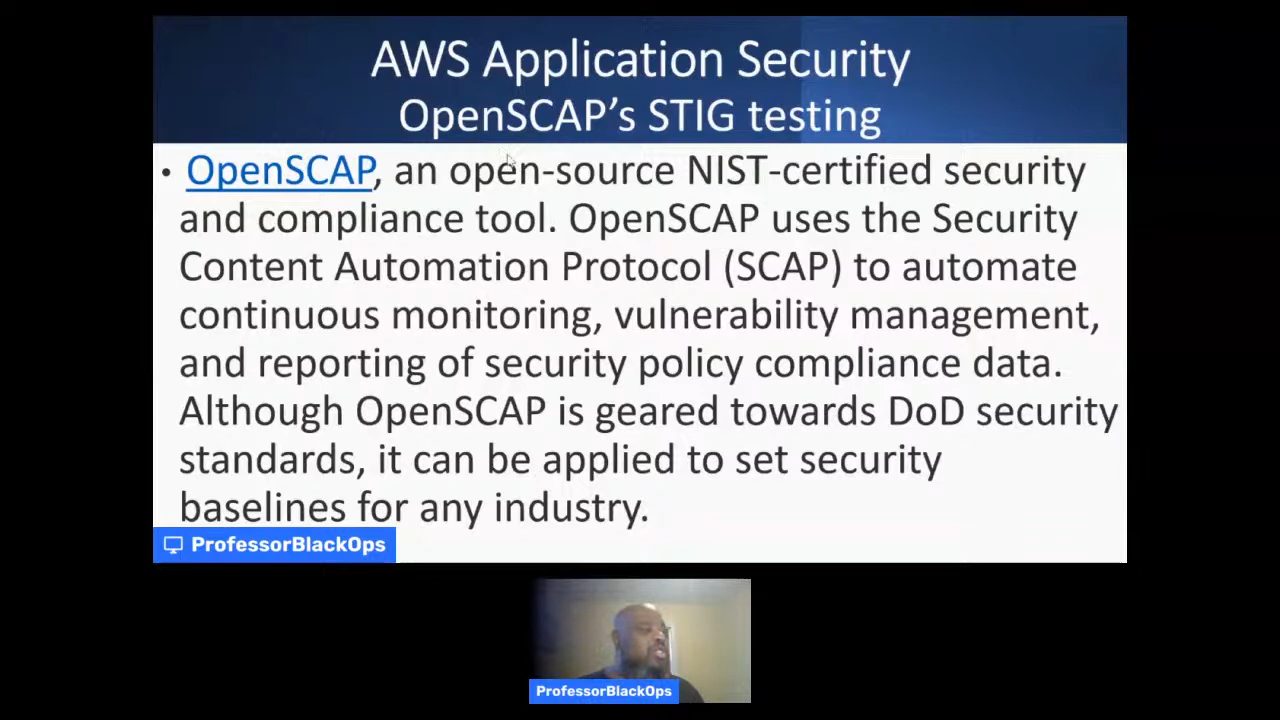 AWS Application Security
OpenSCAP’s STIG testing
• OpenSCAP, an open-source NIST-certified security
and compliance tool. OpenSCAP uses the Security
Content Automation Protocol (SCAP) to automate
continuous monitoring, vulnerability management,
and reporting of security policy compliance data.
Although OpenSCAP is geared towards DoD security
standards, it can be applied to set security
baselines for any industry.
ProfessorBlackOps
ProfessorBlackOps